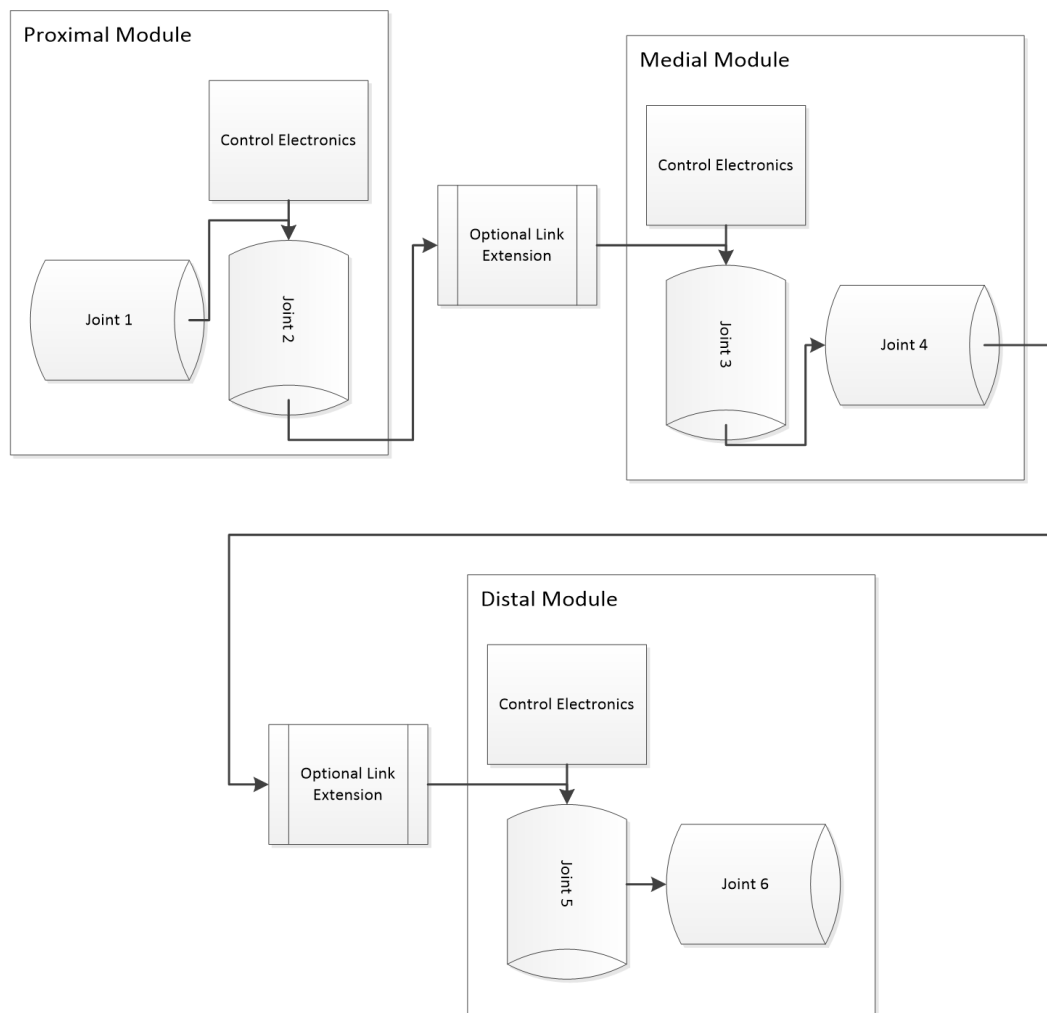 Proximal Module
Control Electronics
Joint 1
Joint 2
Optional Link
Extension
Medial Module
Control Electronics
Joint 3
Joint 4
Distal Module
Control Electronics
Optional Link
Extension
Joint 5
Joint 6